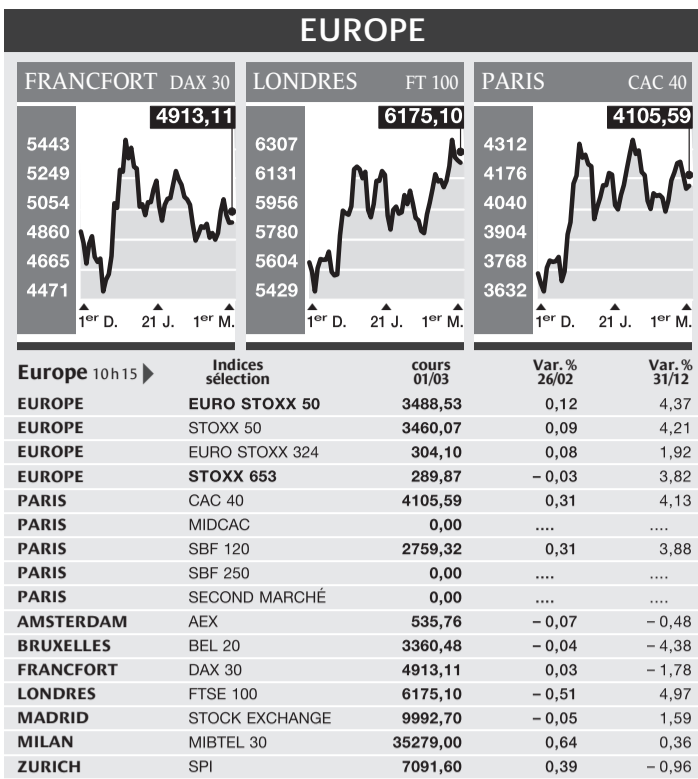 EUROPE
FRANCFORT DAX 30
4913,11
5443
5249
5054
4860
4665
4471
1er D. 21 J. 1er M.
LONDRES FT 100
6175,10
6307
6131
5956
5780
5604
5429
1er D. 21 J. 1er M.
PARIS CAC 40
4105,59
4312
4176
4040
3904
3768
3632
1er D. 21 J. 1er M.
Europe 10h15 Indices sélection cours 01/03 Var. % 26/02 Var. % 31/12
EUROPE EURO STOXX 50 3488,53 0,12 4,37
EUROPE STOXX 50 3460,07 0,09 4,21
EUROPE EURO STOXX 324 304,10 0,08 1,92
EUROPE STOXX 653 289,87 – 0,03 3,82
PARIS CAC 40 4105,59 0,31 4,13
PARIS MIDCAC 0,00 .... ....
PARIS SBF 120 2759,32 0,31 3,88
PARIS SBF 250 0,00 .... ....
PARIS SECOND MARCHÉ 0,00 .... ....
AMSTERDAM AEX 535,76 – 0,07 – 0,48
BRUXELLES BEL 20 3360,48 – 0,04 – 4,38
FRANCFORT DAX 30 4913,11 0,03 – 1,78
LONDRES FTSE 100 6175,10 – 0,51 4,97
MADRID STOCK EXCHANGE 9992,70 – 0,05 1,59
MILAN MIBTEL 30 35279,00 0,64 0,36
ZURICH SPI 7091,60 0,39 – 0,96